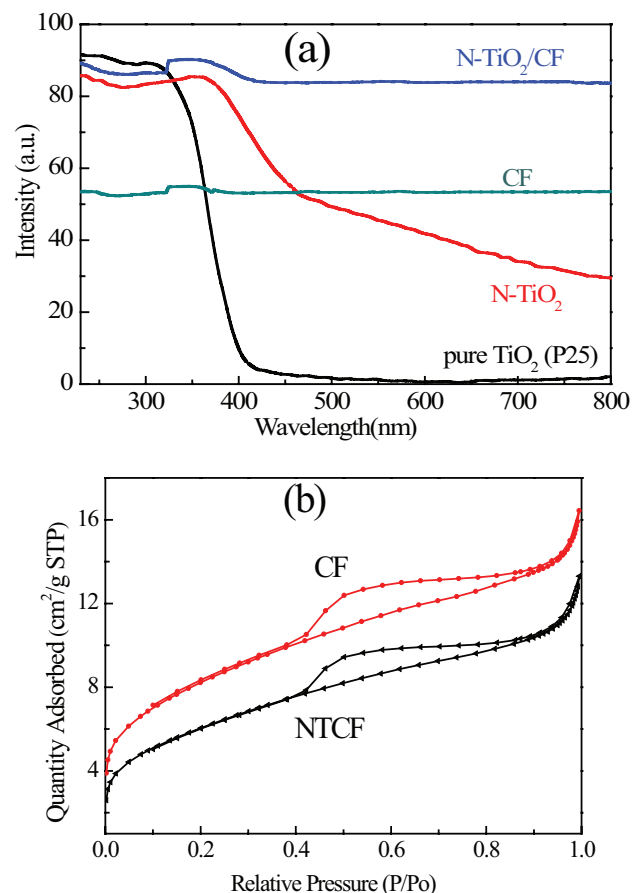 (a)
100
80
60
40
20
0
Intensity (a.u.)
N-TiO2/CF
CF
N-TiO2
pure TiO2 (P25)
300 400 500 600 700 800
Wavelength(nm)
(b)
16
12
8
4
Quantity Adsorbed (cm2/g STP)
CF
NTCF
0.0 0.2 0.4 0.6 0.8 1.0
Relative Pressure (P/Po)